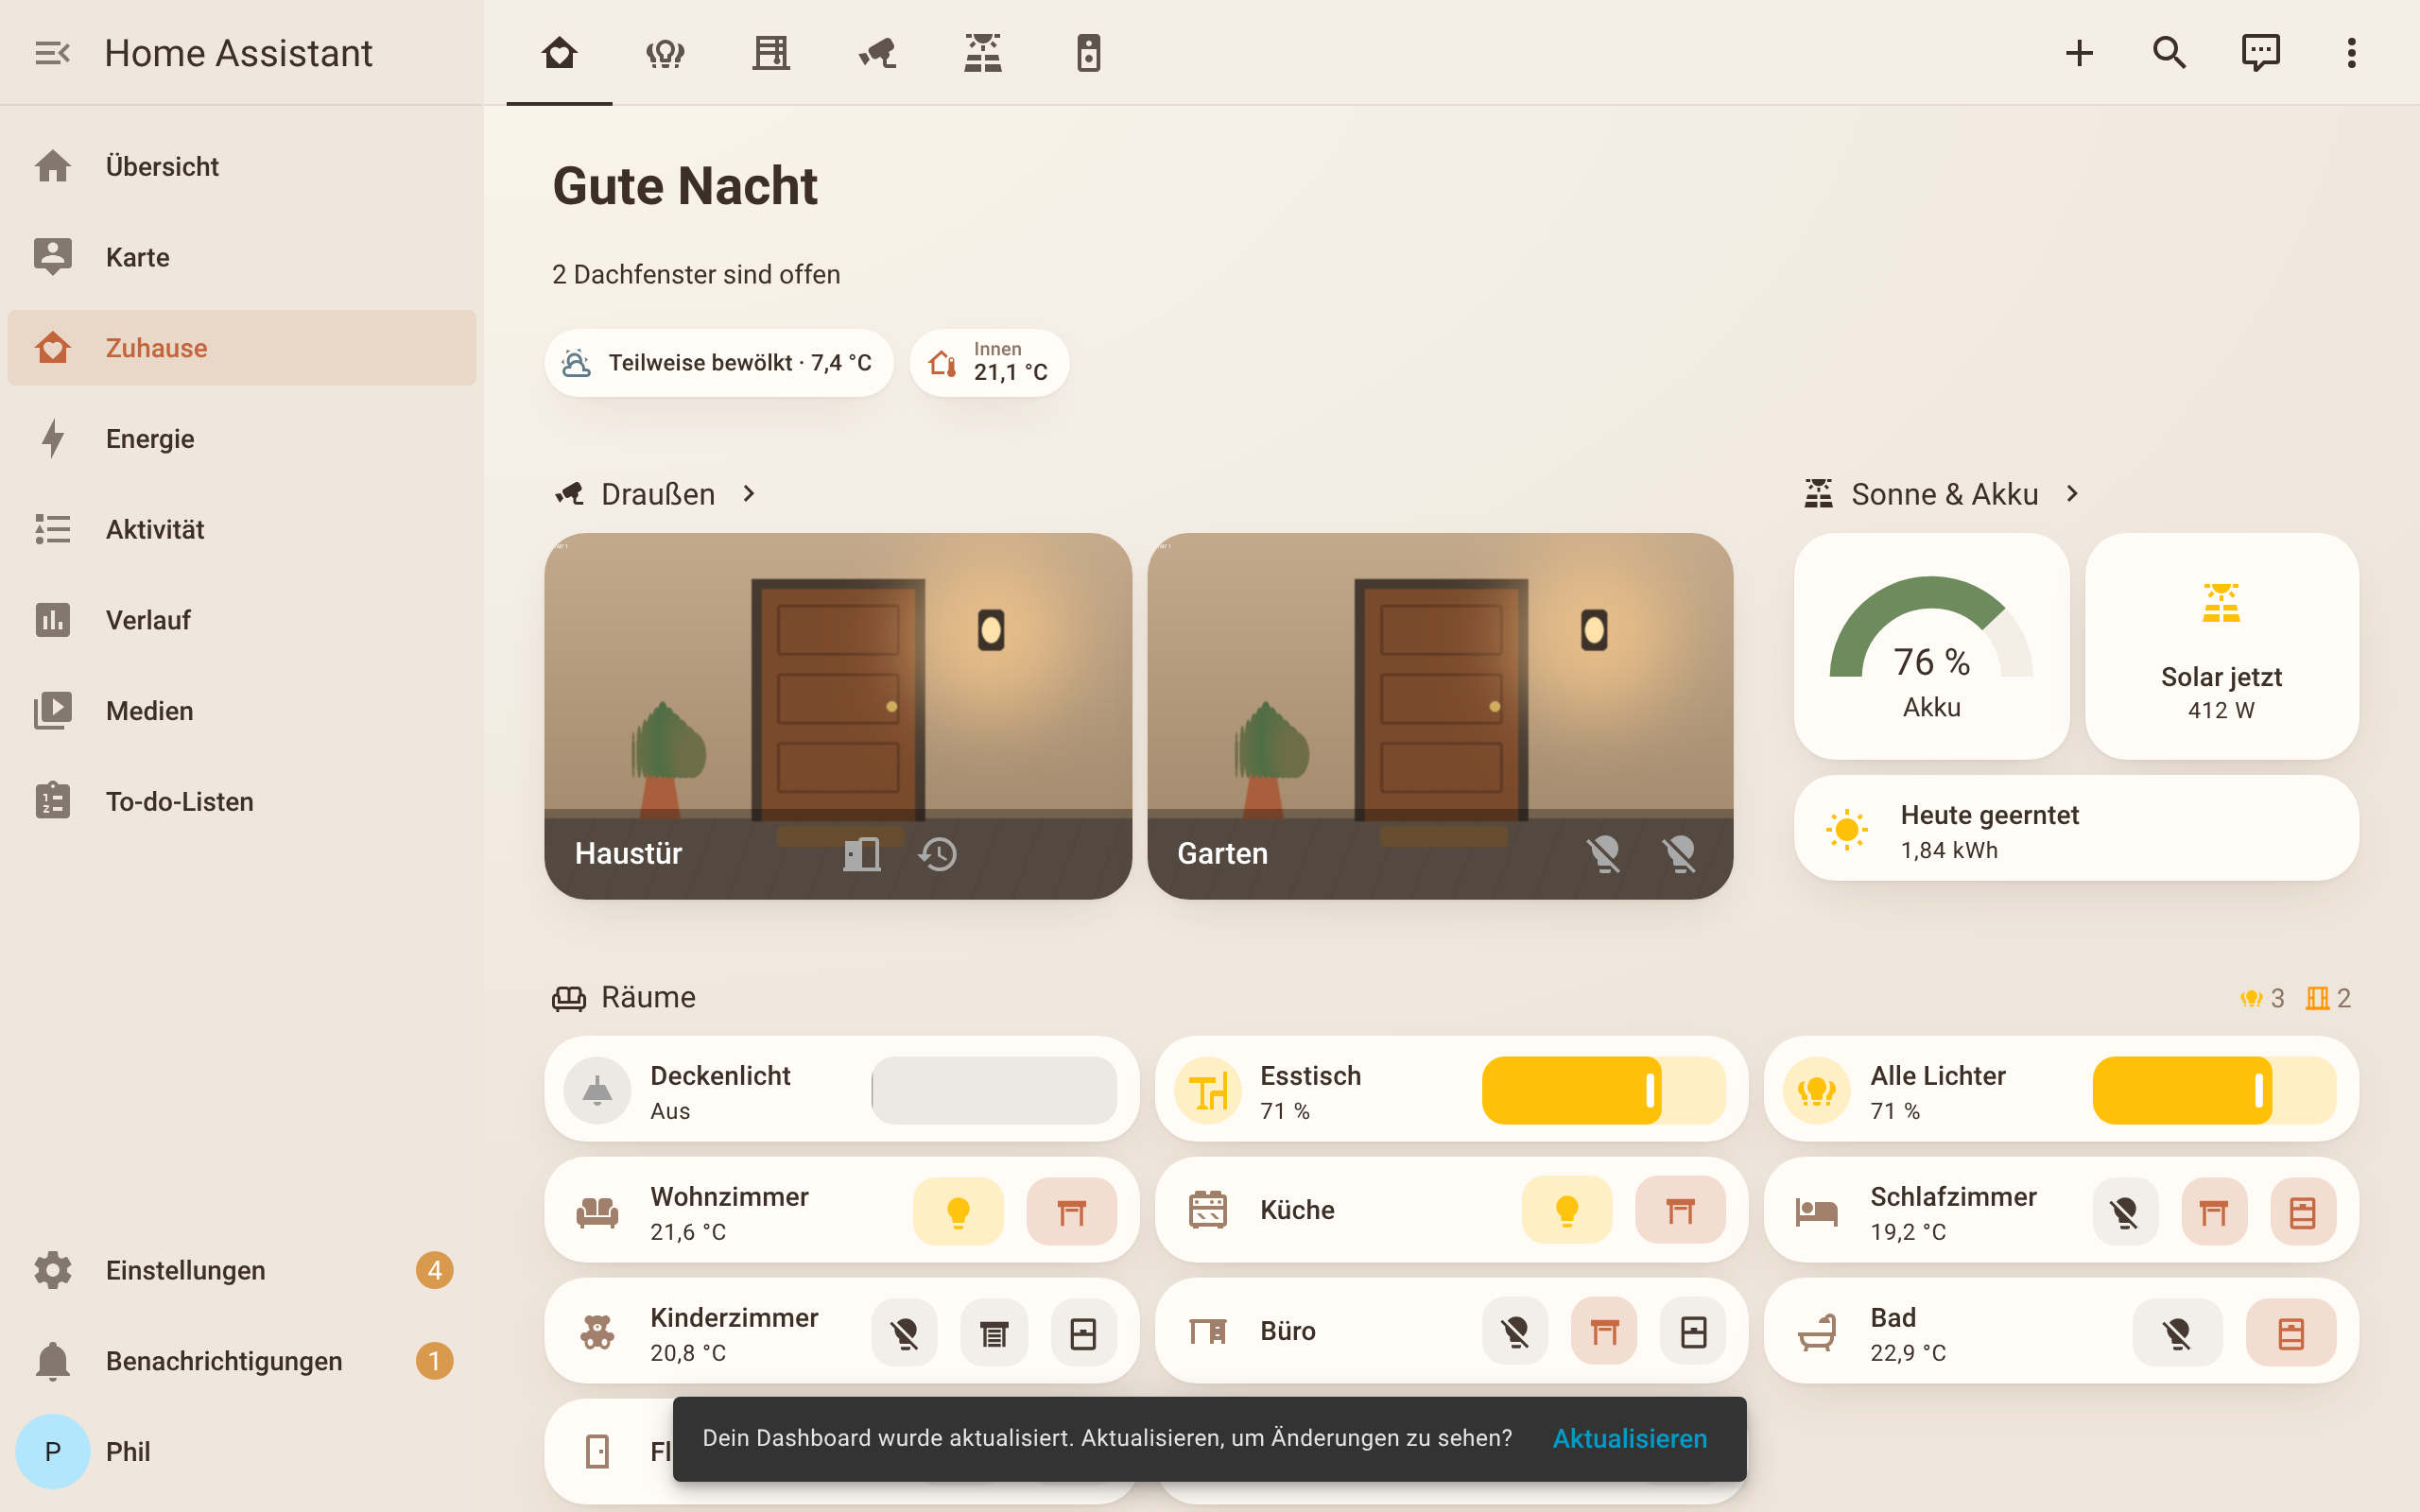 Home Assistant
Übersicht
Karte
Zuhause
Energie
Aktivität
Verlauf
Medien
To-do-Listen
Einstellungen
4
Benachrichtigungen
1
P
Phil
Gute Nacht
2 Dachfenster sind offen
Teilweise bewölkt · 7,4 °C
Innen
21,1 °C
Draußen
Haustür
Garten
Sonne & Akku
76 %
Akku
Solar jetzt
412 W
Heute geerntet
1,84 kWh
Räume
3
2
Deckenlicht
Aus
Esstisch
71 %
Alle Lichter
71 %
Wohnzimmer
21,6 °C
Küche
Schlafzimmer
19,2 °C
Kinderzimmer
20,8 °C
Büro
Bad
22,9 °C
Dein Dashboard wurde aktualisiert. Aktualisieren, um Änderungen zu sehen?
Aktualisieren